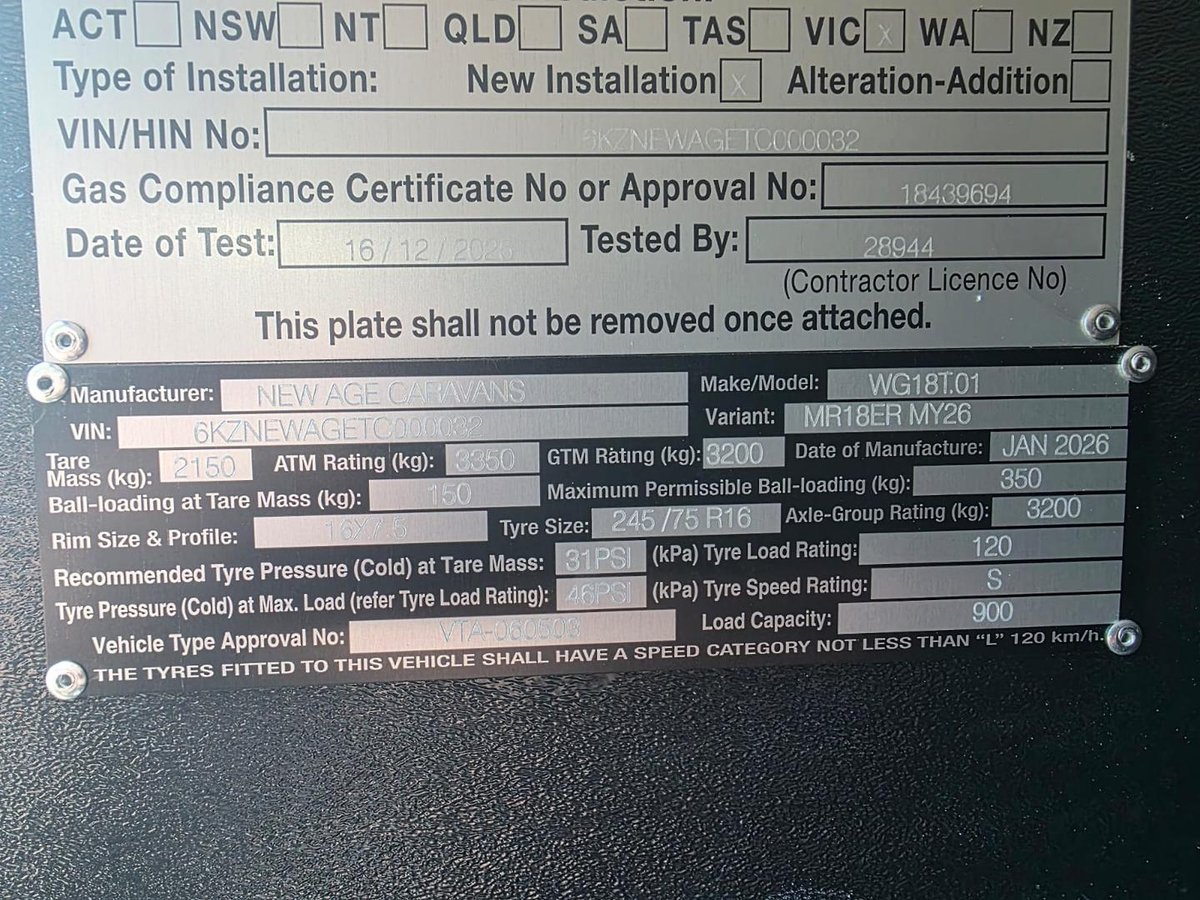 ACT NSW NT QLD SA TAS VIC X WA NZ
Type of Installation: New Installation X Alteration-Addition
VIN/HIN No: 6KZNEWAGETC000032
Gas Compliance Certificate No or Approval No: 18439694
Date of Test: 16 / 12 / 2025 Tested By: 28944
(Contractor Licence No)
This plate shall not be removed once attached.
Manufacturer: NEW AGE CARAVANS Make/Model: WG18T.01
VIN: 6KZNEWAGETC000032 Variant: MR18ER MY26
Tare Mass (kg): 2150 ATM Rating (kg): 3350 GTM Rating (kg): 3200 Date of Manufacture: JAN 2026
Ball-loading at Tare Mass (kg): 150 Maximum Permissible Ball-loading (kg): 350
Rim Size & Profile: 16X7.5 Tyre Size: 245 /75 R16 Axle-Group Rating (kg): 3200
Recommended Tyre Pressure (Cold) at Tare Mass: 31PSI (kPa) Tyre Load Rating: 120
Tyre Pressure (Cold) at Max. Load (refer Tyre Load Rating): 46PSI (kPa) Tyre Speed Rating: S
Vehicle Type Approval No: VTA-060503 Load Capacity: 900
THE TYRES FITTED TO THIS VEHICLE SHALL HAVE A SPEED CATEGORY NOT LESS THAN "L" 120 km/h.